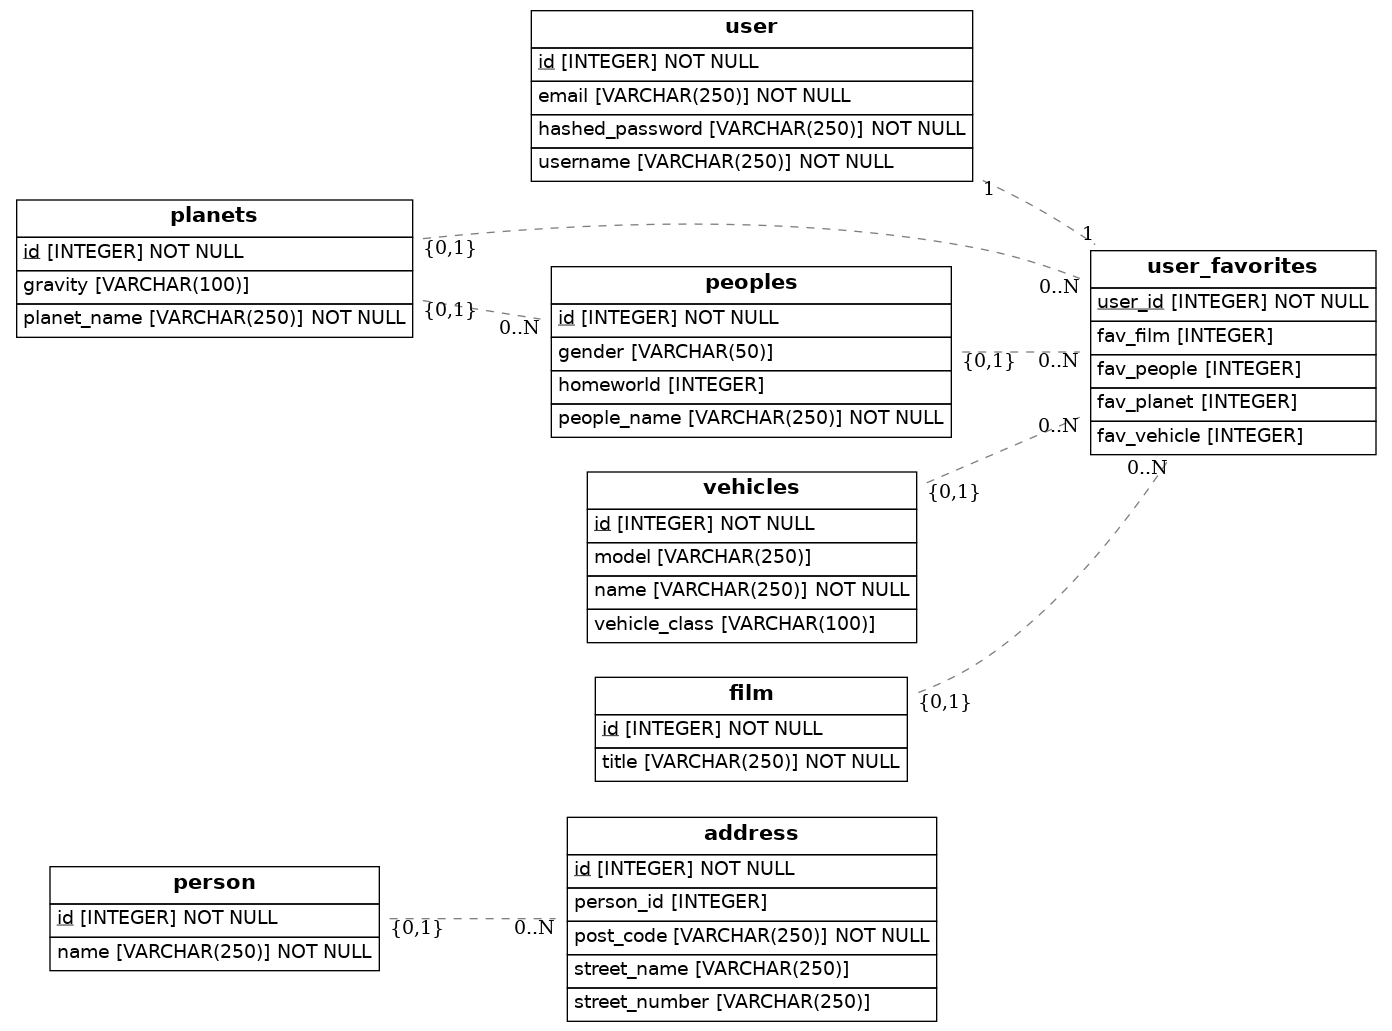 user
id [INTEGER] NOT NULL
email [VARCHAR(250)] NOT NULL
hashed_password [VARCHAR(250)] NOT NULL
username [VARCHAR(250)] NOT NULL
1
1
planets
id [INTEGER] NOT NULL
gravity [VARCHAR(100)]
planet_name [VARCHAR(250)] NOT NULL
{0,1}
0..N
{0,1}
0..N
peoples
id [INTEGER] NOT NULL
gender [VARCHAR(50)]
homeworld [INTEGER]
people_name [VARCHAR(250)] NOT NULL
{0,1}
0..N
user_favorites
user_id [INTEGER] NOT NULL
fav_film [INTEGER]
fav_people [INTEGER]
fav_planet [INTEGER]
fav_vehicle [INTEGER]
0..N
{0,1}
vehicles
id [INTEGER] NOT NULL
model [VARCHAR(250)]
name [VARCHAR(250)] NOT NULL
vehicle_class [VARCHAR(100)]
0..N
{0,1}
film
id [INTEGER] NOT NULL
title [VARCHAR(250)] NOT NULL
person
id [INTEGER] NOT NULL
name [VARCHAR(250)] NOT NULL
{0,1}
0..N
address
id [INTEGER] NOT NULL
person_id [INTEGER]
post_code [VARCHAR(250)] NOT NULL
street_name [VARCHAR(250)]
street_number [VARCHAR(250)]